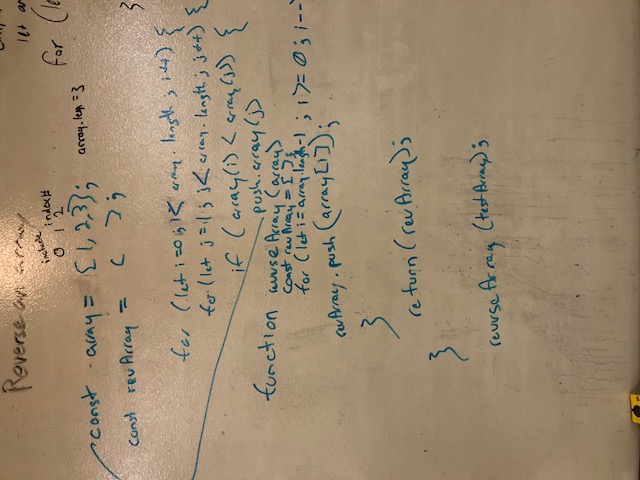 Reverse an array
include index#
0 1 2
let
for (le
const array = [1, 2, 3];
array.len = 3
const revArray = [ ];
}
for (let i=0; i< array.length; i++) {
for (let j=1; j< array.length; j++) {
if (array(i) < array(j)) {
push.array(j)
function reverseArray (array)
const revArray = [ ];
for (let i=array.length-1; i>=0; i--
revArray.push (array[i]);
}
return (revArray);
}
reverseArray (testArray);